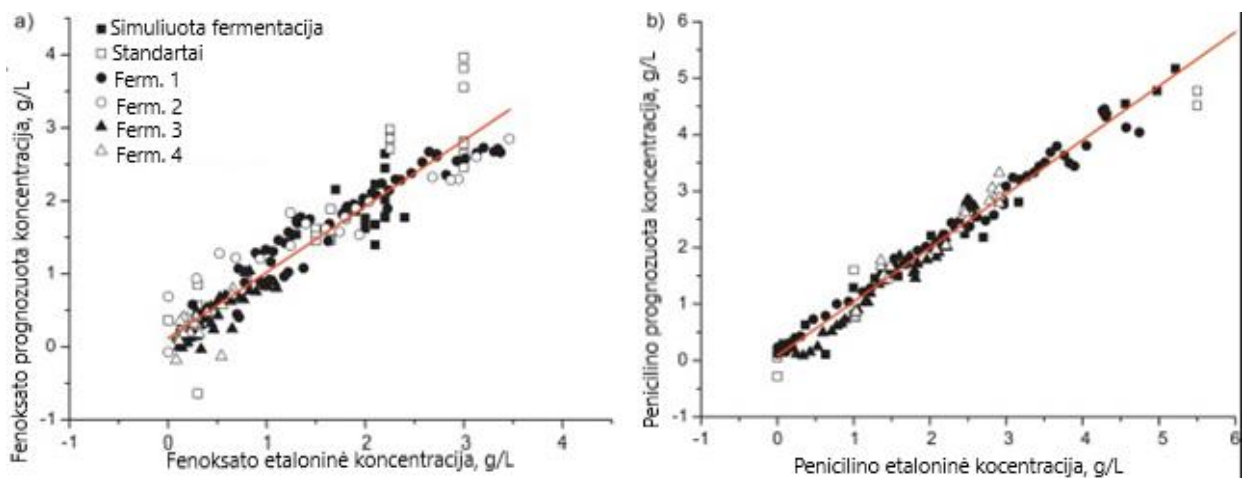 a)
Simuliuota fermentacija
Standartai
Ferm. 1
Ferm. 2
Ferm. 3
Ferm. 4
Fenoksato prognozuota koncentracija, g/L
4
3
2
1
0
-1
-1
0
1
2
3
4
Fenoksato etaloninė koncentracija, g/L
b)
Penicilino prognozuota koncentracija, g/L
6
5
4
3
2
1
0
-1
-1
0
1
2
3
4
5
6
Penicilino etaloninė kocentracija, g/L